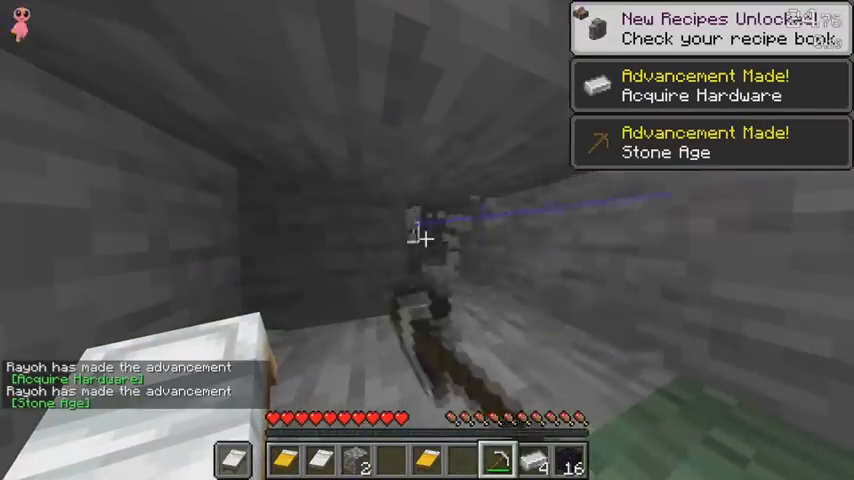 New Recipes Unlocked!
Check your recipe book
Advancement Made!
Acquire Hardware
Advancement Made!
Stone Age
Rayoh has made the advancement
[Acquire Hardware]
Rayoh has made the advancement
[Stone Age]
2
4
16